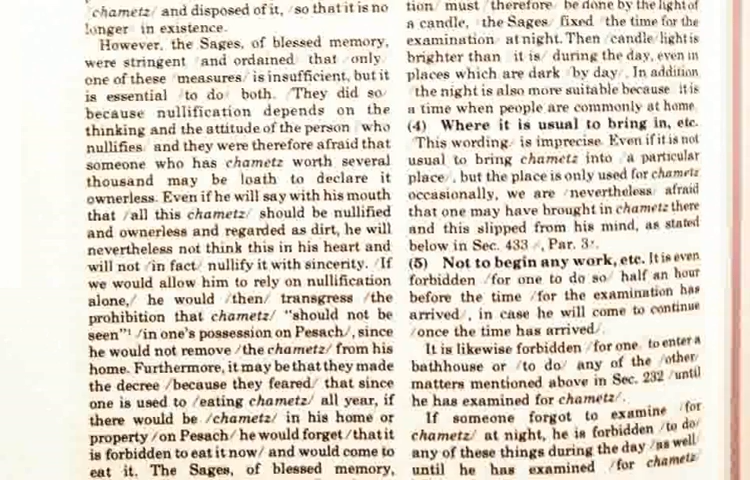 chametz/ and disposed of it, /so that it is no
longer/ in existence.
However, the Sages, of blessed memory,
were stringent /and ordained/ that /only/
one of these /measures/ is insufficient, but it
is essential /to do/ both. /They did so/
because nullification depends on the
thinking and the attitude of the person /who
nullifies/ and they were therefore afraid that
someone who has chametz worth several
thousand may be loath to declare it
ownerless. Even if he will say with his mouth
that /all this chametz/ should be nullified
and ownerless and regarded as dirt, he will
nevertheless not think this in his heart and
will not /in fact/ nullify it with sincerity. /If
we would allow him to rely on nullification
alone,/ he would /then/ transgress /the
prohibition that chametz/ "should not be
seen"¹ /in one's possession on Pesach/, since
he would not remove /the chametz/ from his
home. Furthermore, it may be that they made
the decree /because they feared/ that since
one is used to /eating chametz/ all year, if
there would be /chametz/ in his home or
property /on Pesach/ he would forget /that it
is forbidden to eat it now/ and would come to
eat it. The Sages, of blessed memory,
tion/ must /therefore/ be done by the light of
a candle, /the Sages/ fixed /the time for the
examination/ at night. Then /candle/ light is
brighter than /it is/ during the day, even in
places which are dark /by day/. In addition,
the night is also more suitable because /it is/
a time when people are commonly at home.
(4) Where it is usual to bring in, etc.
This wording/ is imprecise. Even if it is not
usual to bring chametz into /a particular
place/, but the place is only used for chametz
occasionally, we are /nevertheless/ afraid
that one may have brought in chametz there
and this slipped from his mind, as stated
below in Sec. 433/, Par. 3/.
(5) Not to begin any work, etc. It is even
forbidden /for one to do so/ half an hour
before the time /for the examination has
arrived/, in case he will come to continue
/once the time has arrived/.
It is likewise forbidden /for one/ to enter a
bathhouse or /to do/ any of the /other/
matters mentioned above in Sec. 232 /until
he has examined for chametz/.
If someone forgot to examine /for
chametz/ at night, he is forbidden /to do/
any of these things during the day /as well/
until he has examined /for chametz/